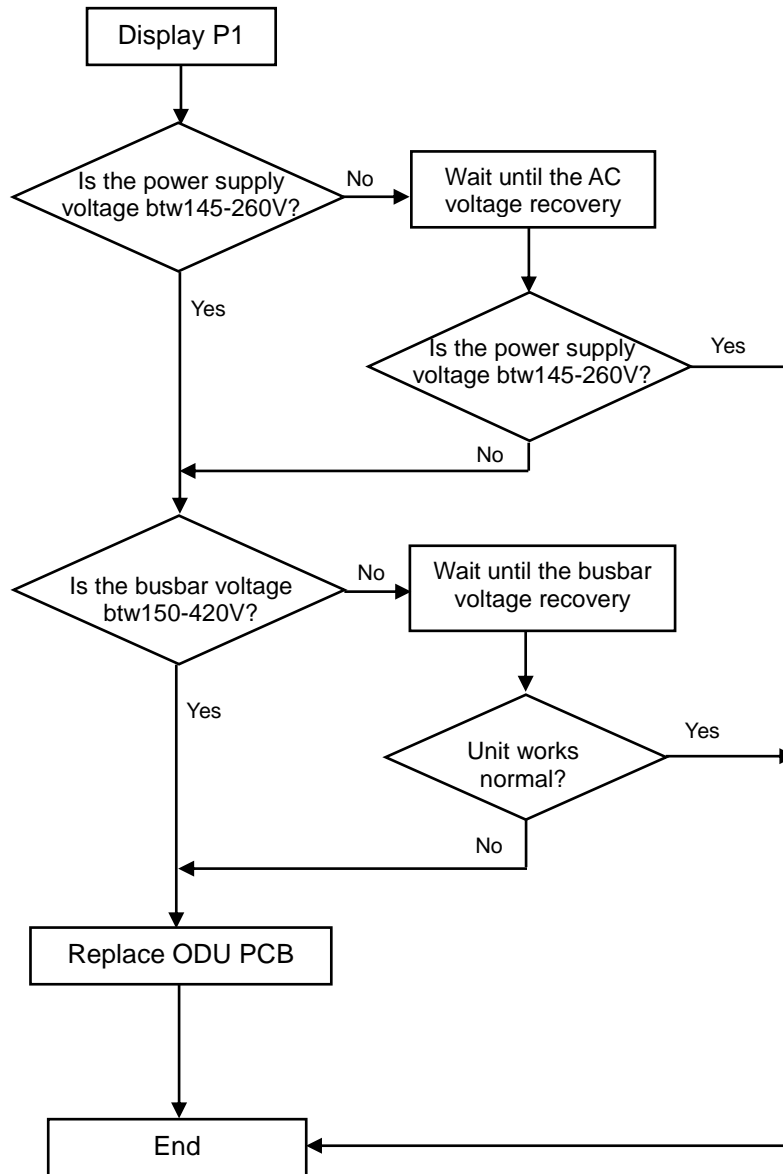 Display P1
Is the power supply
voltage btw145-260V?
No
Wait until the AC
voltage recovery
Yes
Is the power supply
voltage btw145-260V?
Yes
No
Is the busbar voltage
btw150-420V?
No
Wait until the busbar
voltage recovery
Yes
Unit works
normal?
Yes
No
Replace ODU PCB
End